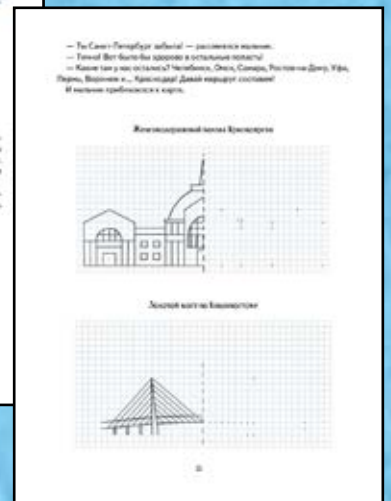 — Ты Санкт-Петербург забыла! — рассмеялся мальчик.
— Точно! Вот было бы здорово в остальные попасть!
— Какие там у нас остались? Челябинск, Омск, Самара, Ростов-на-Дону, Уфа,
Пермь, Воронеж и... Краснодар! Давай маршрут составим!
И мальчик приблизился к карте.
Железнодорожный вокзал Красноярска
Золотой мост во Владивостоке